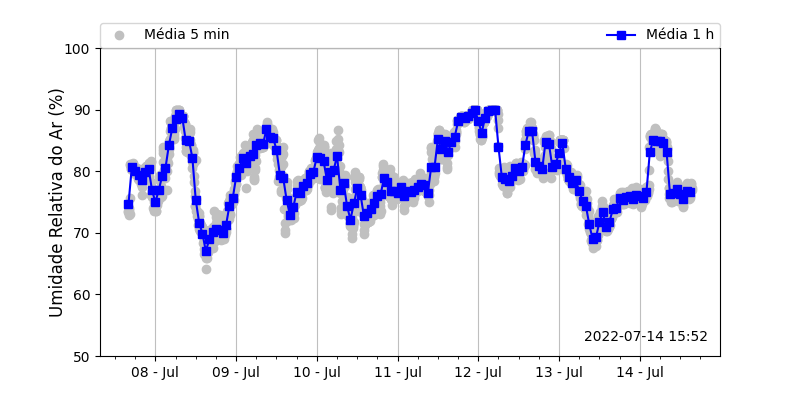 Média 5 min
Média 1 h
Umidade Relativa do Ar (%)
100
90
80
70
60
50
2022-07-14 15:52
08 - Jul
09 - Jul
10 - Jul
11 - Jul
12 - Jul
13 - Jul
14 - Jul